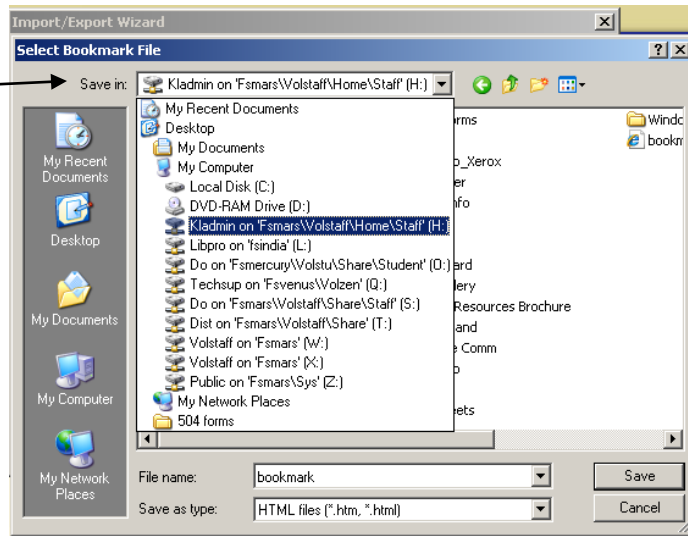 Import/Export Wizard
Select Bookmark File
Save in: Kladmin on 'Fsmars\Volstaff\Home\Staff' (H:)
My Recent Documents
Desktop
My Documents
My Computer
Local Disk (C:)
DVD-RAM Drive (D:)
Kladmin on 'Fsmars\Volstaff\Home\Staff' (H:
Libpro on 'fsindia' (L:)
Do on 'Fsmercury\Volstu\Share\Student' (O:)
Techsup on 'Fsvenus\Volzen' (Q:)
Do on 'Fsmars\Volstaff\Share\Staff' (S:)
Dist on 'Fsmars\Volstaff\Share' (T:)
Volstaff on 'Fsmars' (W:)
Volstaff on 'Fsmars' (X:)
Public on 'Fsmars\Sys' (Z:)
My Network Places
504 forms
rms
o_Xerox
er
nfo
ard
lery
Resources Brochure
and
e Comm
eets
Windo
bookm
My Recent
Documents
Desktop
My Documents
My Computer
My Network
Places
File name: bookmark
Save
Save as type: HTML files (*.htm, *.html)
Cancel